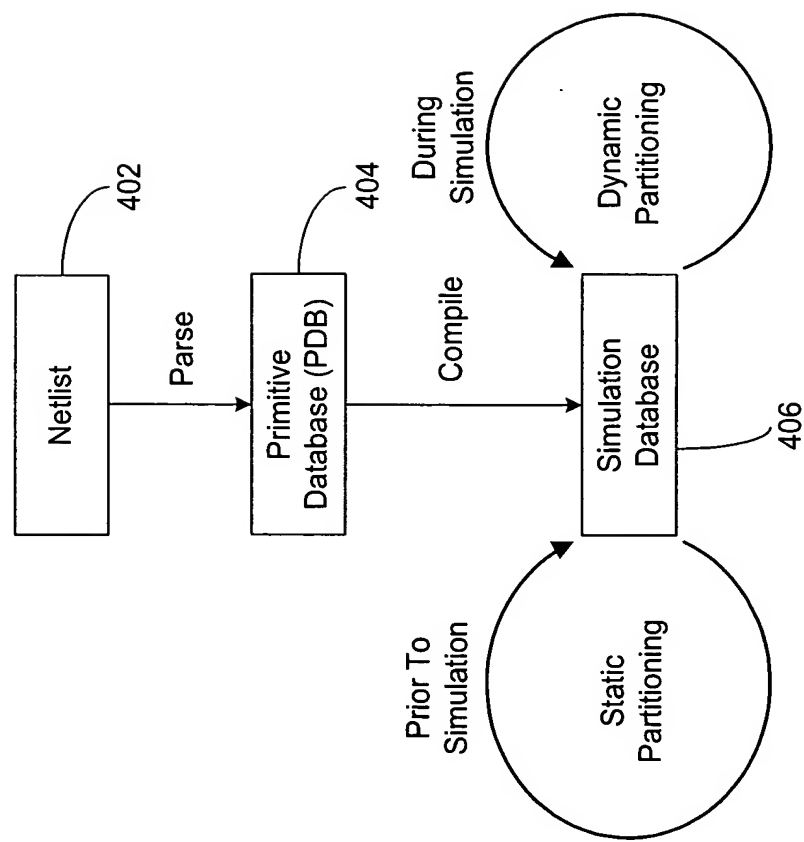 Netlist
402
Parse
Primitive
Database (PDB)
404
Compile
Prior To
Simulation
Static
Partitioning
Simulation
Database
406
During
Simulation
Dynamic
Partitioning